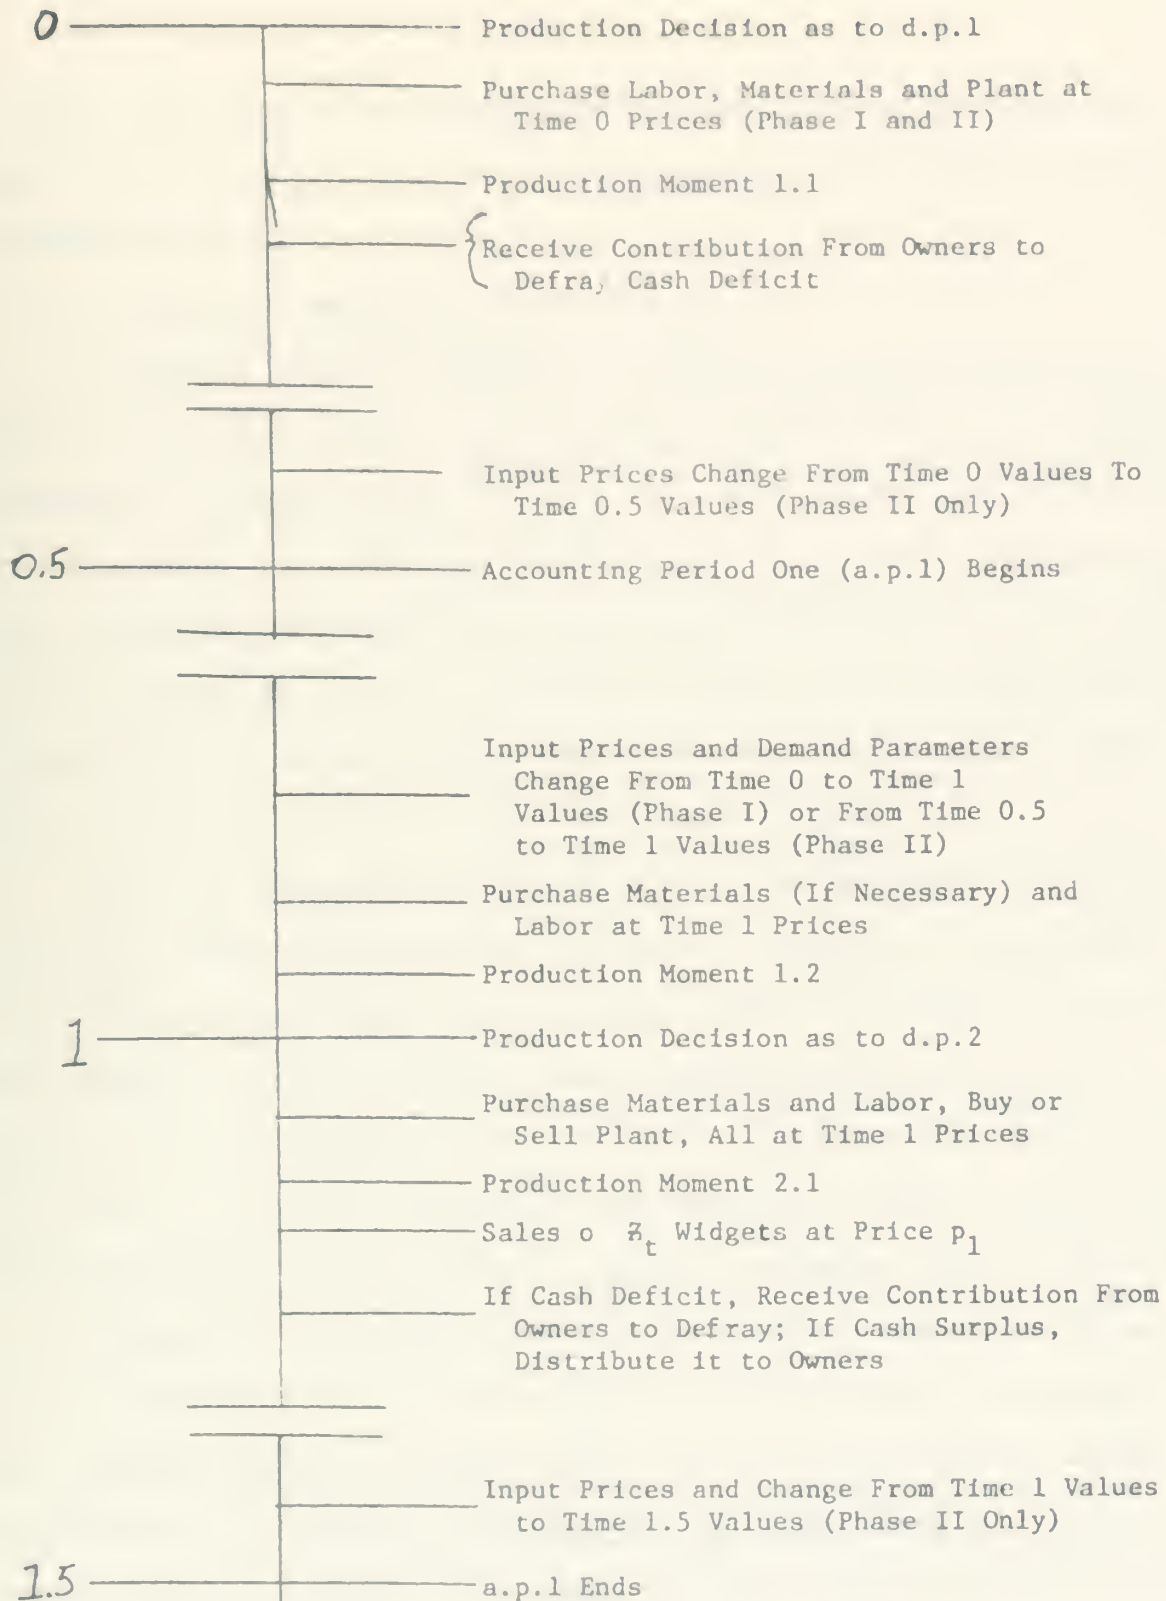 0 Production Decision as to d.p.1
Purchase Labor, Materials and Plant at
Time 0 Prices (Phase I and II)
Production Moment 1.1
Receive Contribution From Owners to
Defra, Cash Deficit
Input Prices Change From Time 0 Values To
Time 0.5 Values (Phase II Only)
0.5 Accounting Period One (a.p.1) Begins
Input Prices and Demand Parameters
Change From Time 0 to Time 1
Values (Phase I) or From Time 0.5
to Time 1 Values (Phase II)
Purchase Materials (If Necessary) and
Labor at Time 1 Prices
Production Moment 1.2
1 Production Decision as to d.p.2
Purchase Materials and Labor, Buy or
Sell Plant, All at Time 1 Prices
Production Moment 2.1
Sales o Z_t Widgets at Price p_1
If Cash Deficit, Receive Contribution From
Owners to Defray; If Cash Surplus,
Distribute it to Owners
Input Prices and Change From Time 1 Values
to Time 1.5 Values (Phase II Only)
1.5 a.p.1 Ends